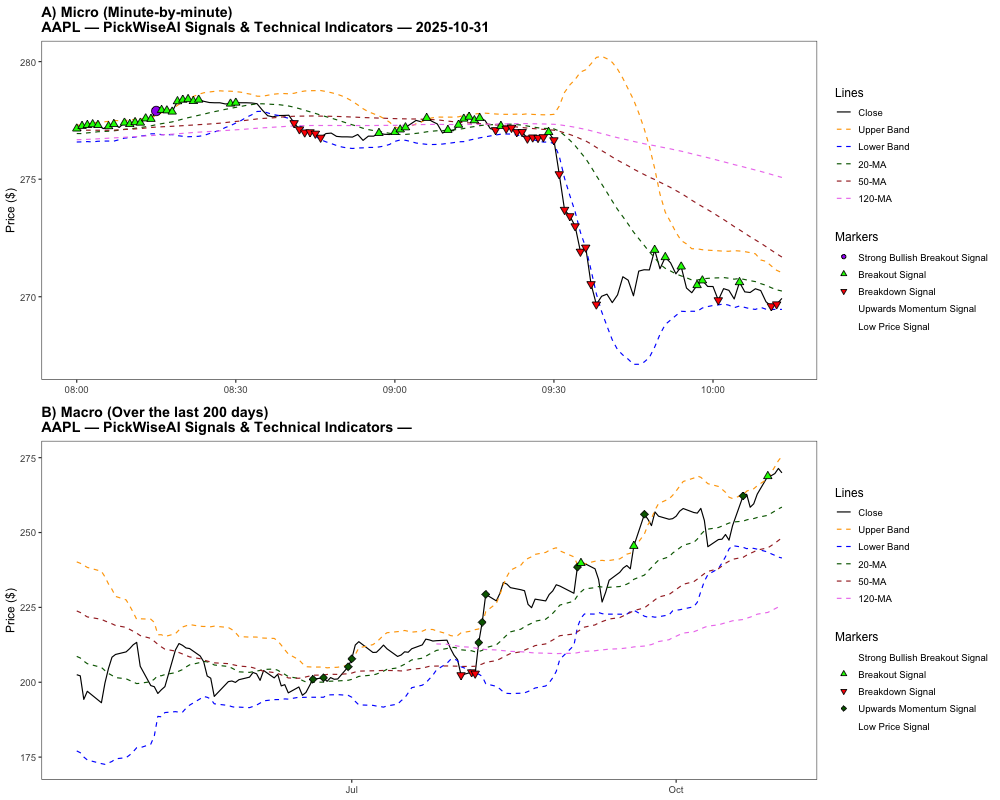 A) Micro (Minute-by-minute)
AAPL — PickWiseAI Signals & Technical Indicators — 2025-10-31
280
275
270
Price ($)
08:00
08:30
09:00
09:30
10:00
Lines
Close
Upper Band
Lower Band
20-MA
50-MA
120-MA
Markers
Strong Bullish Breakout Signal
Breakout Signal
Breakdown Signal
Upwards Momentum Signal
Low Price Signal
B) Macro (Over the last 200 days)
AAPL — PickWiseAI Signals & Technical Indicators —
275
250
225
200
175
Price ($)
Jul
Oct
Lines
Close
Upper Band
Lower Band
20-MA
50-MA
120-MA
Markers
Strong Bullish Breakout Signal
Breakout Signal
Breakdown Signal
Upwards Momentum Signal
Low Price Signal